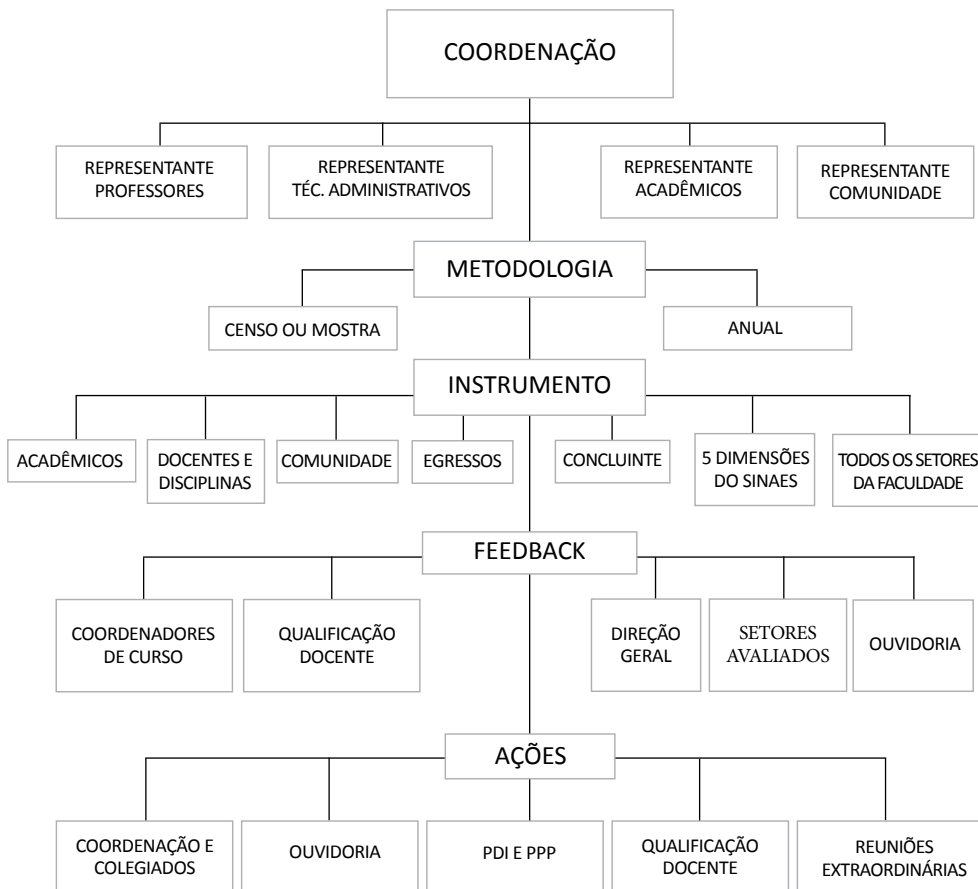 COORDENAÇÃO
REPRESENTANTE
PROFESSORES
REPRESENTANTE
TÉC. ADMINISTRATIVOS
REPRESENTANTE
ACADÊMICOS
REPRESENTANTE
COMUNIDADE
METODOLOGIA
CENSO OU MOSTRA
ANUAL
INSTRUMENTO
ACADÊMICOS
DOCENTES E
DISCIPLINAS
COMUNIDADE
EGRESSOS
CONCLUINTE
5 DIMENSÕES
DO SINAES
TODOS OS SETORES
DA FACULDADE
FEEDBACK
COORDENADORES
DE CURSO
QUALIFICAÇÃO
DOCENTE
DIREÇÃO
GERAL
SETORES
AVALIADOS
OUVIDORIA
AÇÕES
COORDENAÇÃO E
COLEGIADOS
OUVIDORIA
PDI E PPP
QUALIFICAÇÃO
DOCENTE
REUNIÕES
EXTRAORDINÁRIAS